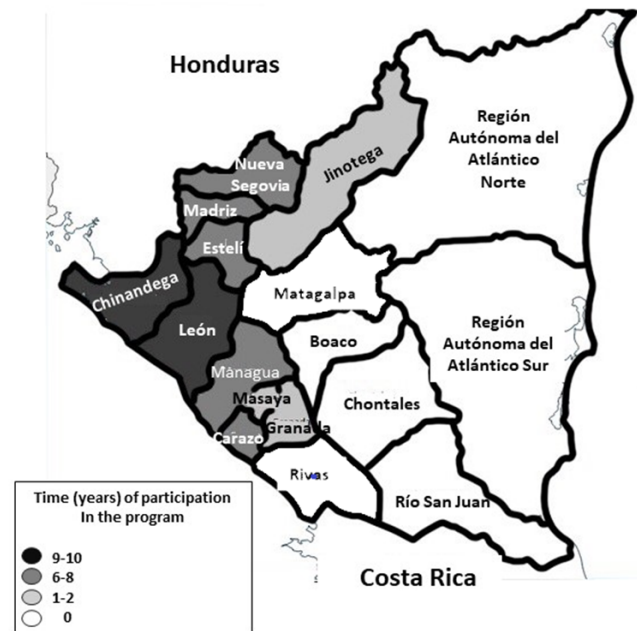 Honduras
Región
Autónoma del
Atlántico
Norte
Jinotega
Nueva
Segovia
Madriz
Estelí
Chinandega
León
Matagalpa
Boaco
Región
Autónoma del
Atlántico Sur
Managua
Masaya
Chontales
Granada
Carazo
Rivas
Río San Juan
Costa Rica
Time (years) of participation
In the program
9-10
6-8
1-2
0